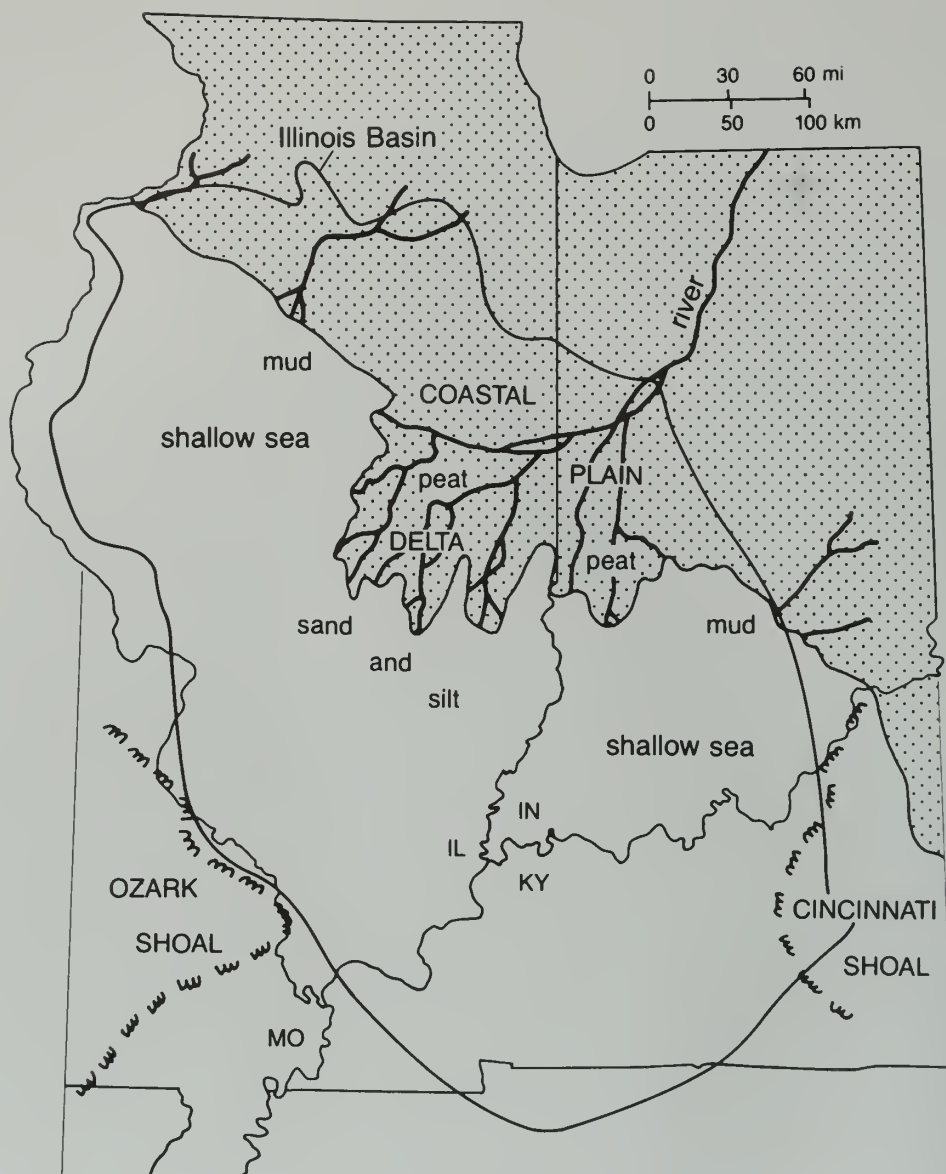 0 30 60 mi
0 50 100 km
Illinois Basin
river
mud
COASTAL
shallow sea
peat
PLAIN
DELTA
peat
sand
mud
and
silt
shallow sea
IN
IL
KY
OZARK
CINCINNATI
SHOAL
SHOAL
MO